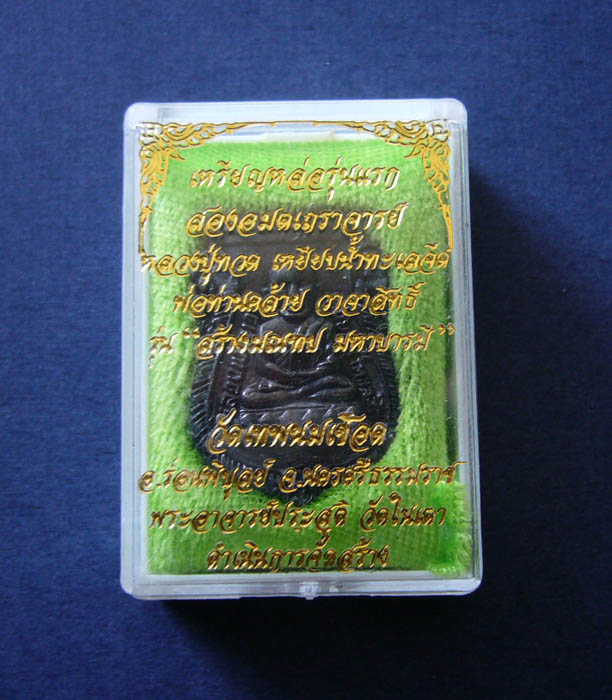 เหรียญหล่อรุ่นแรก
สองอมตเถราจารย์
หลวงปู่ทวด เหยียบน้ำทะเลจืด
พ่อท่านคล้าย วาจาสิทธิ์
รุ่น “สร้างมณฑป มหาบารมี”
วัดเทพนมเชือด
อ.ร่อนพิบูลย์ จ.นครศรีธรรมราช
พระอาจารย์ประสูติ วัดในเตา
ดำเนินการจัดสร้าง